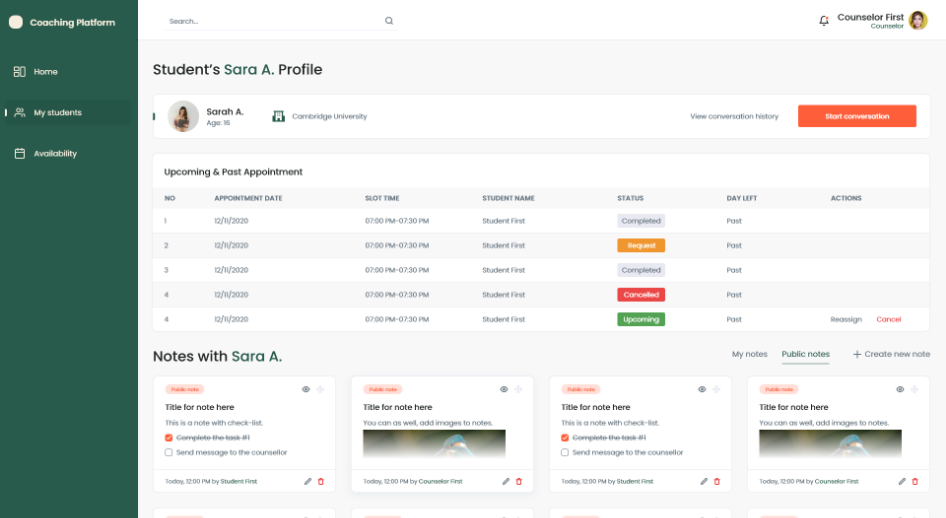 Coaching Platform
Search...
Counselor First
Counselor
Home
My students
Availability
Student's Sara A. Profile
Sarah A.
Age: 16
Cambridge University
View conversation history
Start conversation
Upcoming & Past Appointment
NO APPOINTMENT DATE SLOT TIME STUDENT NAME STATUS DAY LEFT ACTIONS
1 12/11/2020 07:00 PM-07:30 PM Student First Completed Past
2 12/11/2020 07:00 PM-07:30 PM Student First Request Past
3 12/11/2020 07:00 PM-07:30 PM Student First Completed Past
4 12/11/2020 07:00 PM-07:30 PM Student First Cancelled Past
4 12/11/2020 07:00 PM-07:30 PM Student First Upcoming Past Reassign Cancel
Notes with Sara A.
My notes Public notes + Create new note
Public note
Title for note here
This is a note with check-list.
Complete the task #1
Send message to the counsellor
Today, 12:00 PM by Student First
Public note
Title for note here
You can as well, add images to notes.
Today, 12:00 PM by Counselor First
Public note
Title for note here
This is a note with check-list.
Complete the task #1
Send message to the counsellor
Today, 12:00 PM by Student First
Public note
Title for note here
You can as well, add images to notes.
Today, 12:00 PM by Counselor First